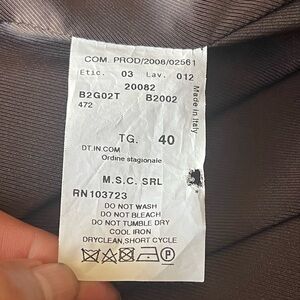 COM. PROD/2008/02561
Etic. 03 Lav. 012
20082
B2G02T B2002
472
Made in Italy
TG. 40
DT.IN.COM
Ordine stagionale
M.S.C. SRL
RN103723
DO NOT WASH
DO NOT BLEACH
DO NOT TUMBLE DRY
COOL IRON
DRYCLEAN,SHORT CYCLE
P